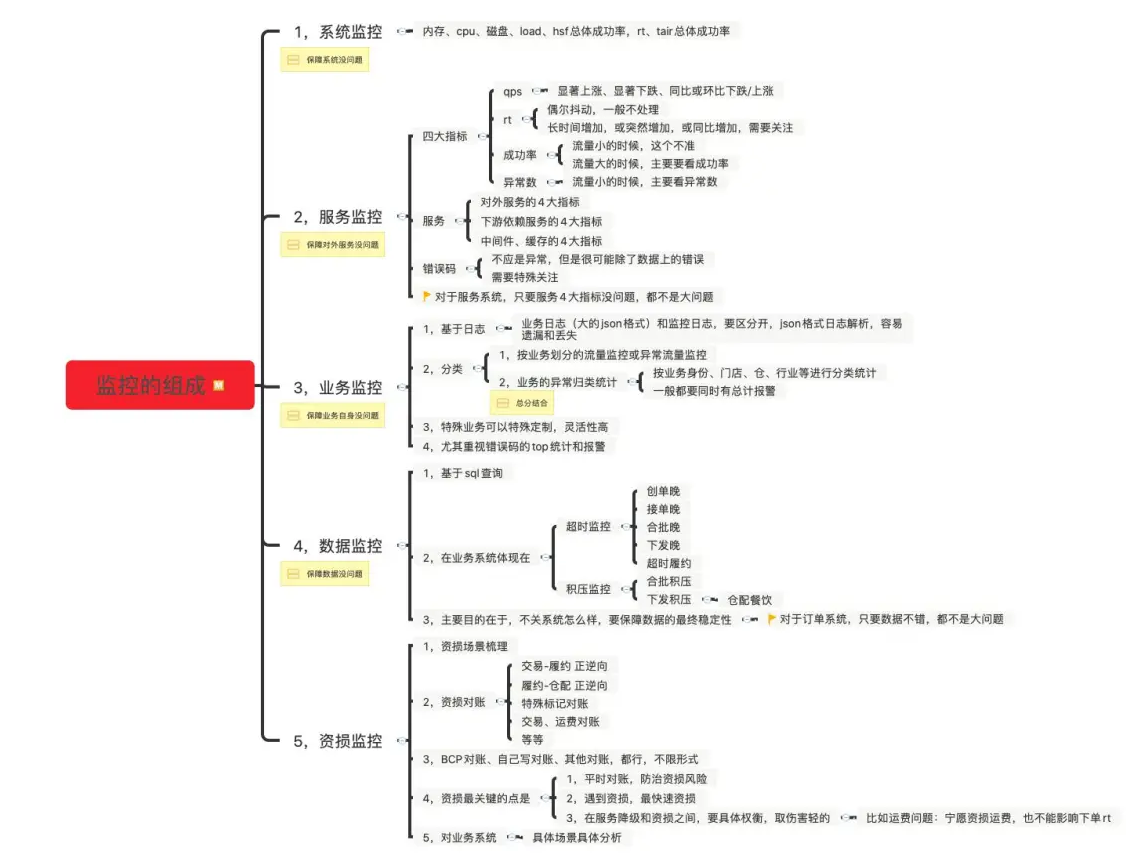 监控的组成
1，系统监控
保障系统没问题
内存、cpu、磁盘、load、hsf总体成功率，rt、tair总体成功率
2，服务监控
保障对外服务没问题
四大指标
qps
显著上涨、显著下跌、同比或环比下跌/上涨
rt
偶尔抖动，一般不处理
长时间增加，或突然增加，或同比增加，需要关注
成功率
流量小的时候，这个不准
流量大的时候，主要要看成功率
异常数
流量小的时候，主要看异常数
服务
对外服务的4大指标
下游依赖服务的4大指标
中间件、缓存的4大指标
错误码
不应是异常，但是很可能除了数据上的错误
需要特殊关注
对于服务系统，只要服务4大指标没问题，都不是大问题
3，业务监控
保障业务自身没问题
1，基于日志
业务日志（大的json格式）和监控日志，要区分开，json格式日志解析，容易
遗漏和丢失
2，分类
1，按业务划分的流量监控或异常流量监控
2，业务的异常归类统计
总分结合
按业务身份、门店、仓、行业等进行分类统计
一般都要同时有总计报警
3，特殊业务可以特殊定制，灵活性高
4，尤其重视错误码的top统计和报警
4，数据监控
保障数据没问题
1，基于sql查询
2，在业务系统体现在
超时监控
创单晚
接单晚
合批晚
下发晚
超时履约
积压监控
合批积压
下发积压
仓配餐饮
3，主要目的在于，不关系统怎么样，要保障数据的最终稳定性
对于订单系统，只要数据不错，都不是大问题
5，资损监控
1，资损场景梳理
2，资损对账
交易-履约 正逆向
履约-仓配 正逆向
特殊标记对账
交易、运费对账
等等
3，BCP对账、自己写对账、其他对账，都行，不限形式
4，资损最关键的点是
1，平时对账，防治资损风险
2，遇到资损，最快速资损
3，在服务降级和资损之间，要具体权衡，取伤害轻的
比如运费问题：宁愿资损运费，也不能影响下单rt
5，对业务系统
具体场景具体分析